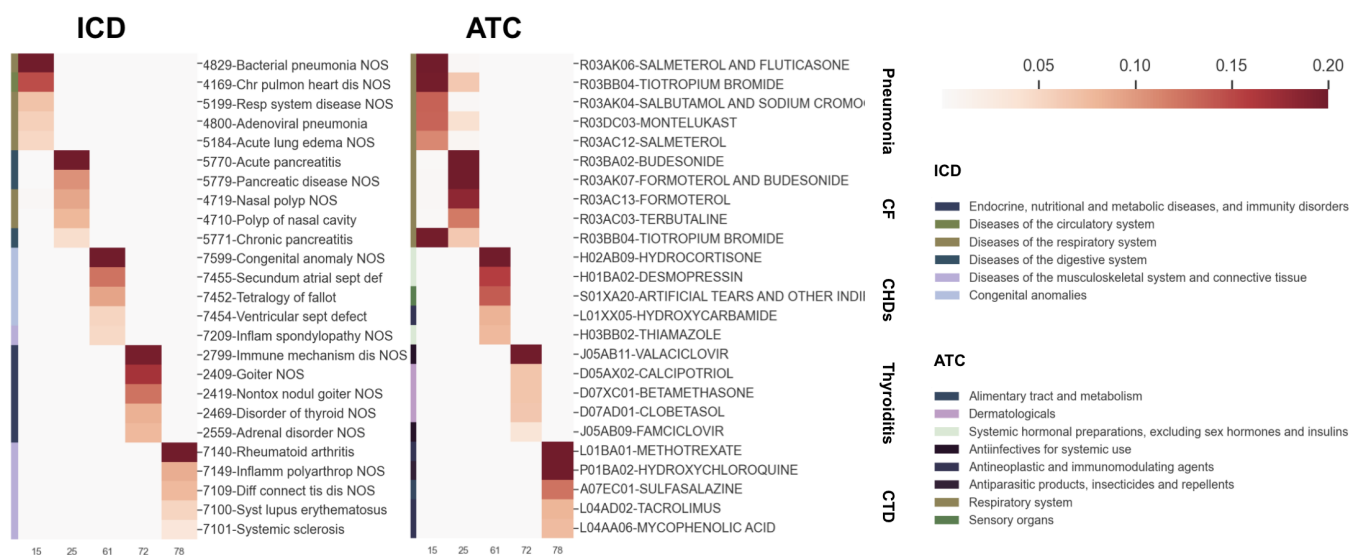 ICD
ATC
4829-Bacterial pneumonia NOS
4169-Chr pulmon heart dis NOS
5199-Resp system disease NOS
4800-Adenoviral pneumonia
5184-Acute lung edema NOS
5770-Acute pancreatitis
5779-Pancreatic disease NOS
4719-Nasal polyp NOS
4710-Polyp of nasal cavity
5771-Chronic pancreatitis
7599-Congenital anomaly NOS
7455-Secundum atrial sept def
7452-Tetralogy of fallot
7454-Ventricular sept defect
7209-Inflam spondylopathy NOS
2799-Immune mechanism dis NOS
2409-Goiter NOS
2419-Nontox nodul goiter NOS
2469-Disorder of thyroid NOS
2559-Adrenal disorder NOS
7140-Rheumatoid arthritis
7149-Inflamm polyarthrop NOS
7109-Diff connect tis dis NOS
7100-Syst lupus erythematosus
7101-Systemic sclerosis
15 25 61 72 78
R03AK06-SALMETEROL AND FLUTICASONE
R03BB04-TIOTROPIUM BROMIDE
R03AK04-SALBUTAMOL AND SODIUM CROMO
R03DC03-MONTELUKAST
R03AC12-SALMETEROL
R03BA02-BUDESONIDE
R03AK07-FORMOTEROL AND BUDESONIDE
R03AC13-FORMOTEROL
R03AC03-TERBUTALINE
R03BB04-TIOTROPIUM BROMIDE
H02AB09-HYDROCORTISONE
H01BA02-DESMOPRESSIN
S01XA20-ARTIFICIAL TEARS AND OTHER INDI
L01XX05-HYDROXYCARBAMIDE
H03BB02-THIAMAZOLE
J05AB11-VALACICLOVIR
D05AX02-CALCIPOTRIOL
D07XC01-BETAMETHASONE
D07AD01-CLOBETASOL
J05AB09-FAMCICLOVIR
L01BA01-METHOTREXATE
P01BA02-HYDROXYCHLOROQUINE
A07EC01-SULFASALAZINE
L04AD02-TACROLIMUS
L04AA06-MYCOPHENOLIC ACID
15 25 61 72 78
Pneumonia
CF
CHDs
Thyroiditis
CTD
0.05 0.10 0.15 0.20
ICD
Endocrine, nutritional and metabolic diseases, and immunity disorders
Diseases of the circulatory system
Diseases of the respiratory system
Diseases of the digestive system
Diseases of the musculoskeletal system and connective tissue
Congenital anomalies
ATC
Alimentary tract and metabolism
Dermatologicals
Systemic hormonal preparations, excluding sex hormones and insulins
Antiinfectives for systemic use
Antineoplastic and immunomodulating agents
Antiparasitic products, insecticides and repellents
Respiratory system
Sensory organs